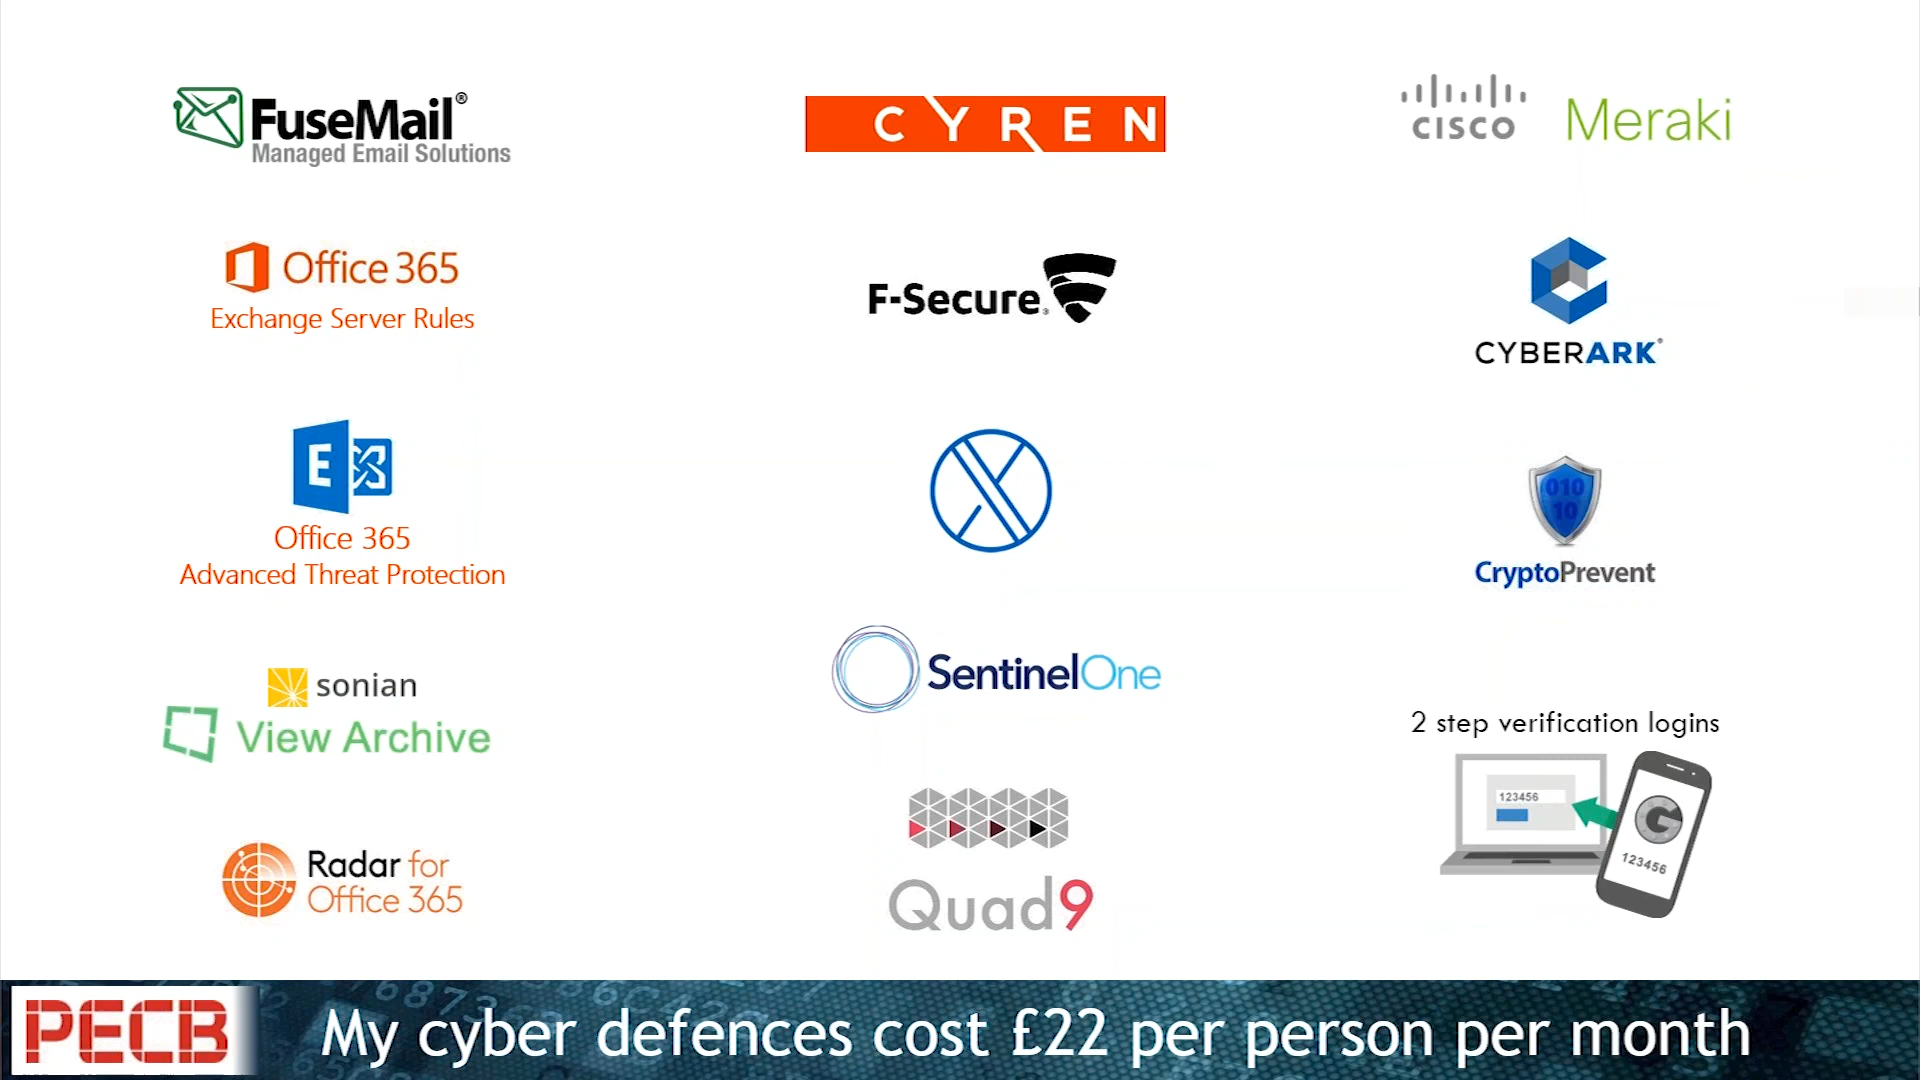 FuseMail®
Managed Email Solutions
CYREN
CISCO Meraki
Office 365
Exchange Server Rules
F-Secure®
CYBERARK®
Office 365
Advanced Threat Protection
010
10
CryptoPrevent
sonian
View Archive
SentinelOne
2 step verification logins
123456
123456
Radar for
Office 365
Quad9
PECB
My cyber defences cost £22 per person per month